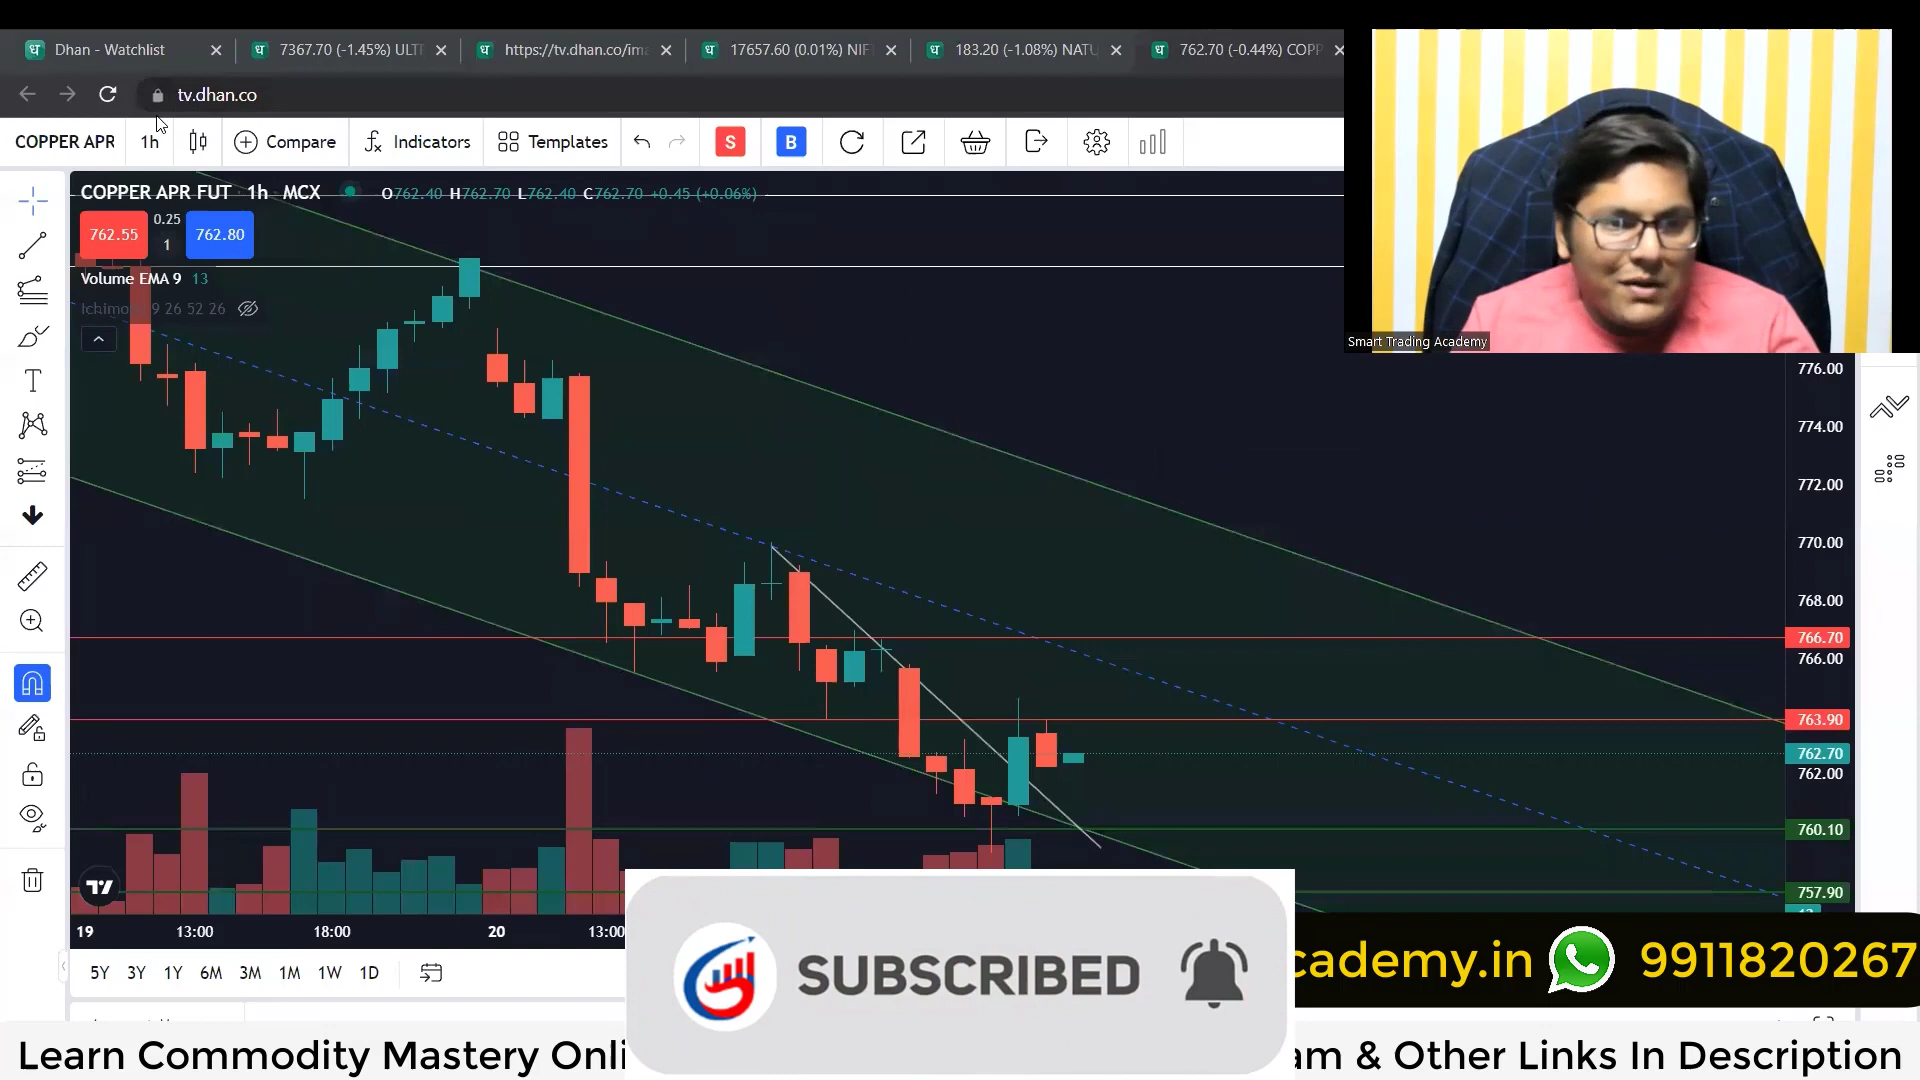 Dhan - Watchlist
7367.70 (-1.45%) ULT
https://tv.dhan.co/ima
17657.60 (0.01%) NIF
183.20 (-1.08%) NATU
762.70 (-0.44%) COPP
tv.dhan.co
COPPER APR 1h Compare Indicators Templates S B
COPPER APR FUT · 1h · MCX O762.40 H762.70 L762.40 C762.70 +0.45 (+0.06%)
762.55 0.25 762.80
1
Volume EMA 9 13
Ichimo 9 26 52 26
Smart Trading Academy
776.00
774.00
772.00
770.00
768.00
766.70
766.00
763.90
762.70
762.00
760.10
757.90
19 13:00 18:00 20 13:00
5Y 3Y 1Y 6M 3M 1M 1W 1D
SUBSCRIBED
cademy.in 9911820267
Learn Commodity Mastery Onli
am & Other Links In Description